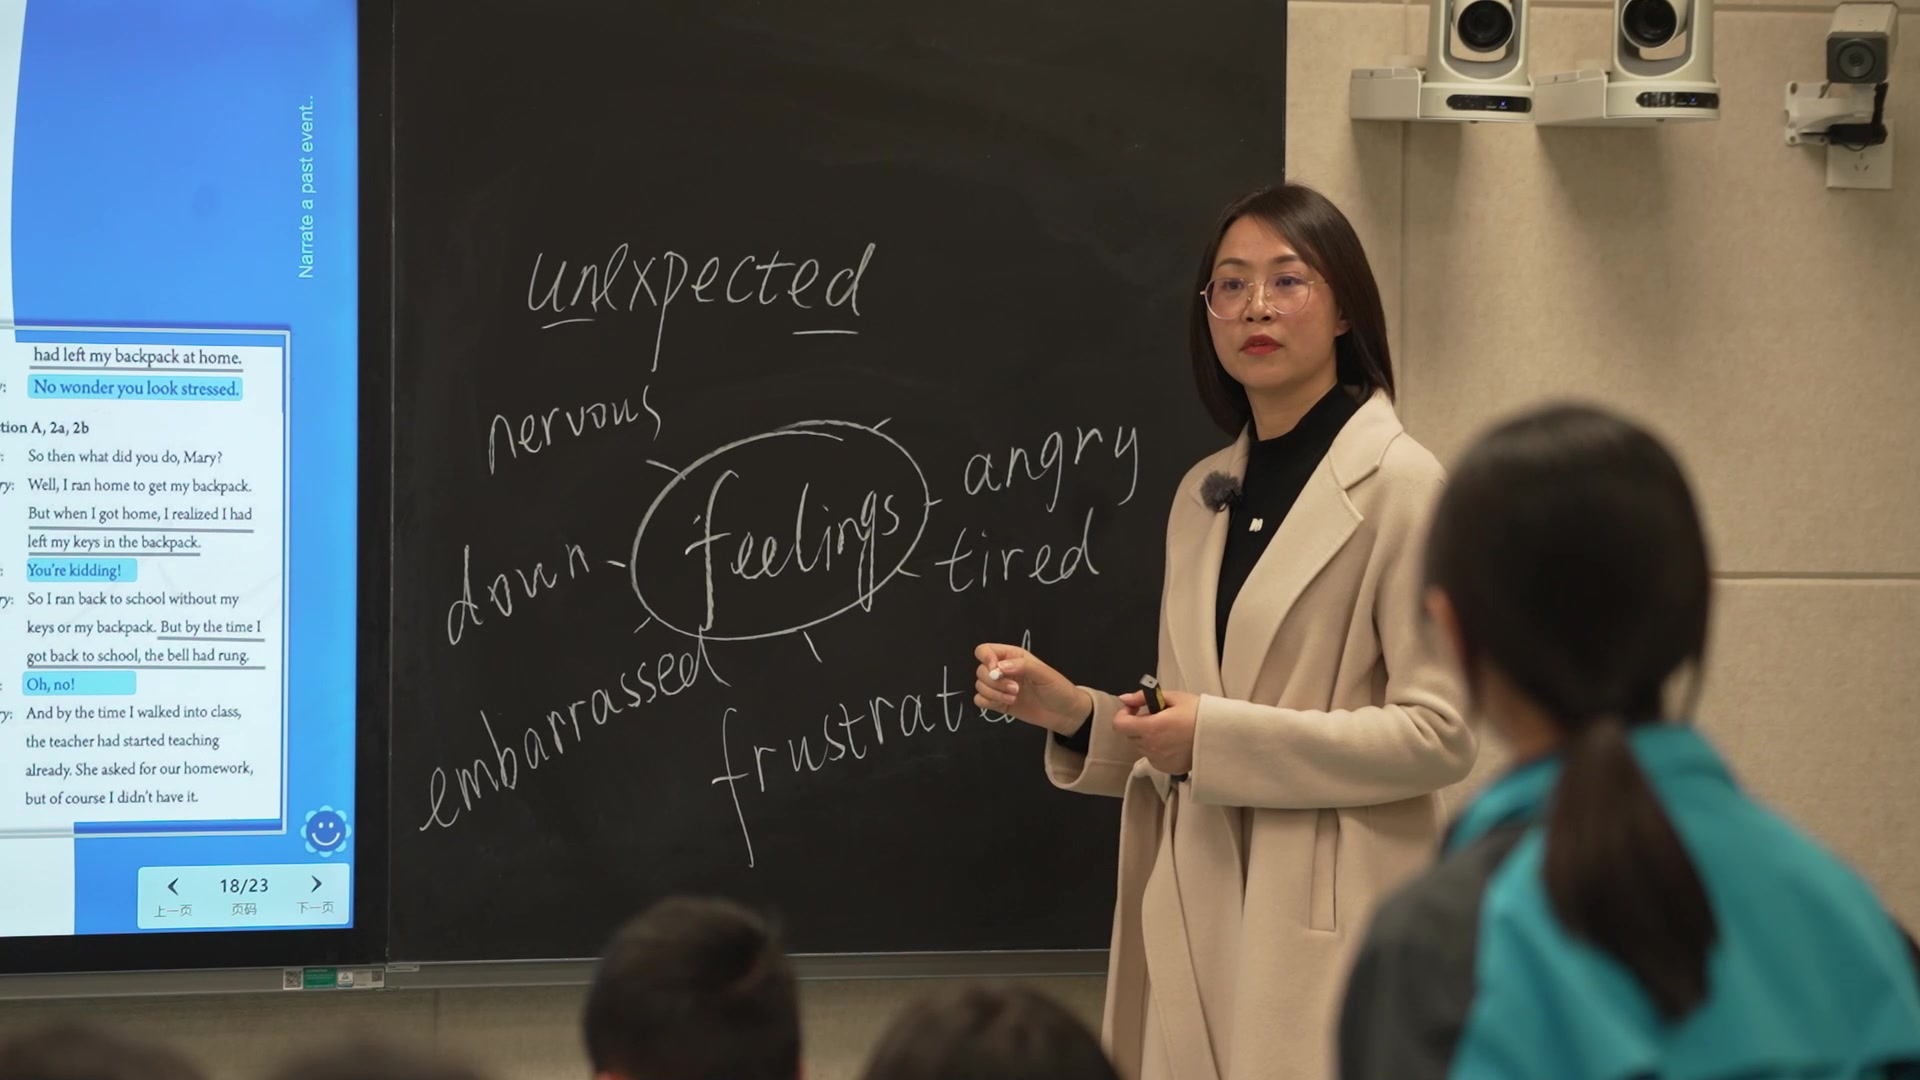 Narrate a past event..
had left my backpack at home.
No wonder you look stressed.
tion A, 2a, 2b
So then what did you do, Mary?
ry: Well, I ran home to get my backpack.
But when I got home, I realized I had
left my keys in the backpack.
You're kidding!
ry: So I ran back to school without my
keys or my backpack. But by the time I
got back to school, the bell had rung.
Oh, no!
ry: And by the time I walked into class,
the teacher had started teaching
already. She asked for our homework,
but of course I didn't have it.
18/23
上一页 页码 下一页
unexpected
nervous
feelings
angry
down
tired
embarrassed
frustrated